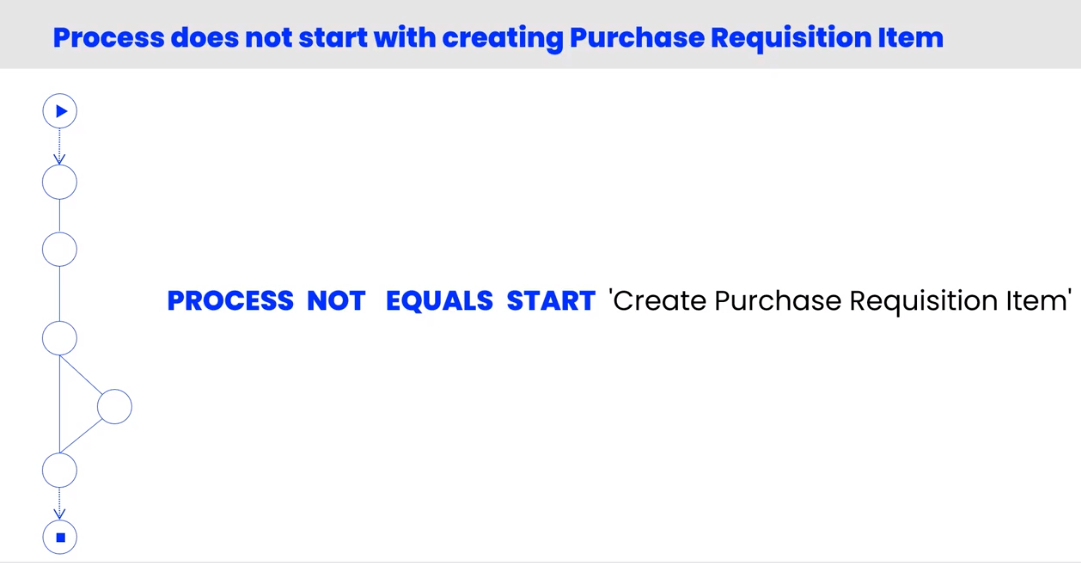 Process does not start with creating Purchase Requisition Item
PROCESS NOT EQUALS START 'Create Purchase Requisition Item'